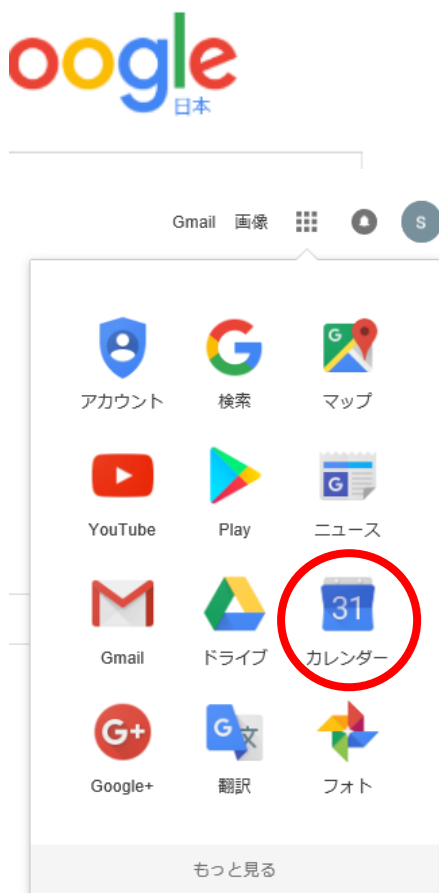 oogle
日本
Gmail 画像 S
G
アカウント 検索 マップ
G
YouTube Play ニュース
31
Gmail ドライブ カレンダー
G+ G 文
Google+ 翻訳 フォト
もっと見る